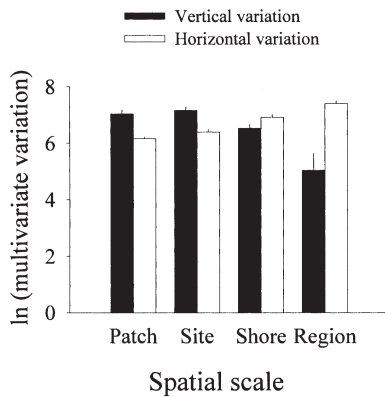 Vertical variation
Horizontal variation
ln (multivariate variation)
8
6
4
2
0
Patch Site Shore Region
Spatial scale